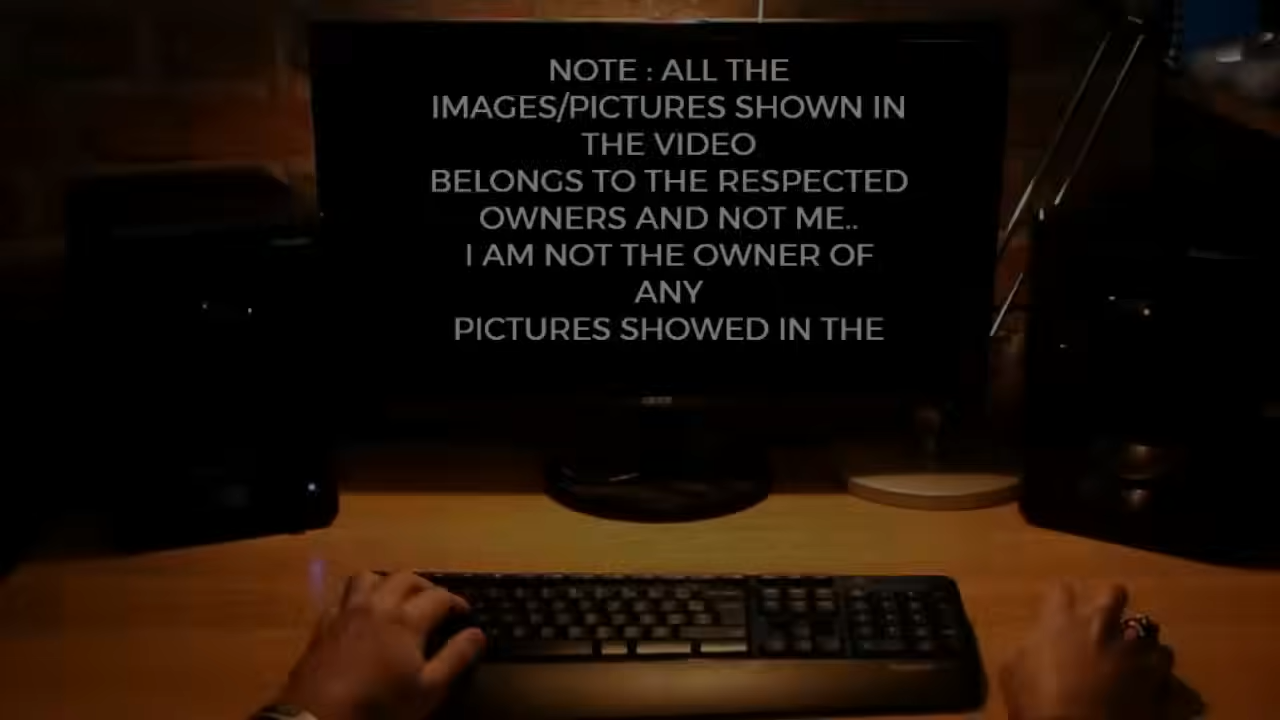 NOTE : ALL THE
IMAGES/PICTURES SHOWN IN
THE VIDEO
BELONGS TO THE RESPECTED
OWNERS AND NOT ME..
I AM NOT THE OWNER OF
ANY
PICTURES SHOWED IN THE